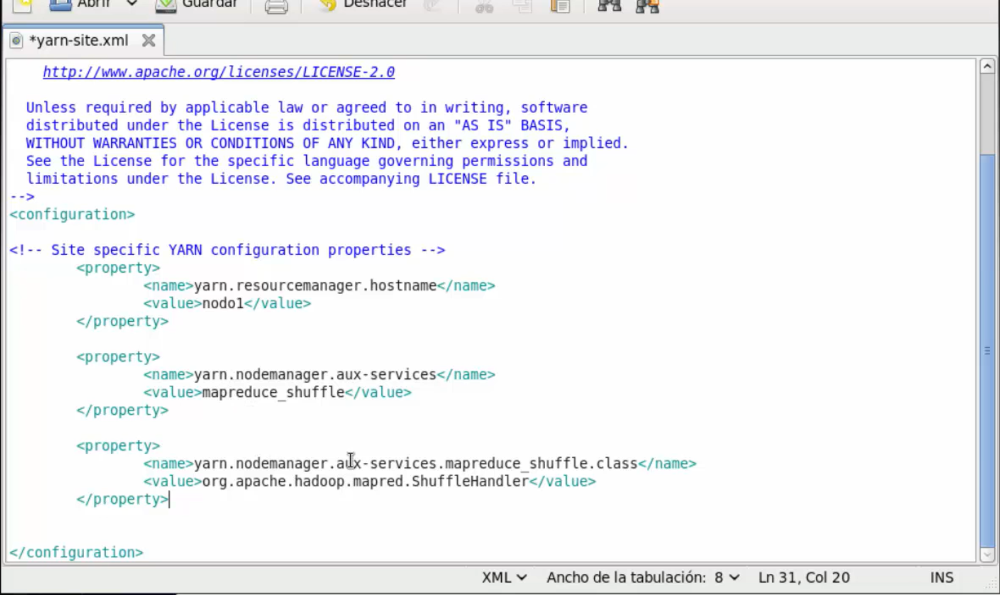 Abrir Guardar Deshacer
*yarn-site.xml
http://www.apache.org/licenses/LICENSE-2.0
Unless required by applicable law or agreed to in writing, software
distributed under the License is distributed on an "AS IS" BASIS,
WITHOUT WARRANTIES OR CONDITIONS OF ANY KIND, either express or implied.
See the License for the specific language governing permissions and
limitations under the License. See accompanying LICENSE file.
-->
<configuration>
<!-- Site specific YARN configuration properties -->
<property>
<name>yarn.resourcemanager.hostname</name>
<value>nodo1</value>
</property>
<property>
<name>yarn.nodemanager.aux-services</name>
<value>mapreduce_shuffle</value>
</property>
<property>
<name>yarn.nodemanager.aux-services.mapreduce_shuffle.class</name>
<value>org.apache.hadoop.mapred.ShuffleHandler</value>
</property>
</configuration>
XML Ancho de la tabulación: 8 Ln 31, Col 20 INS